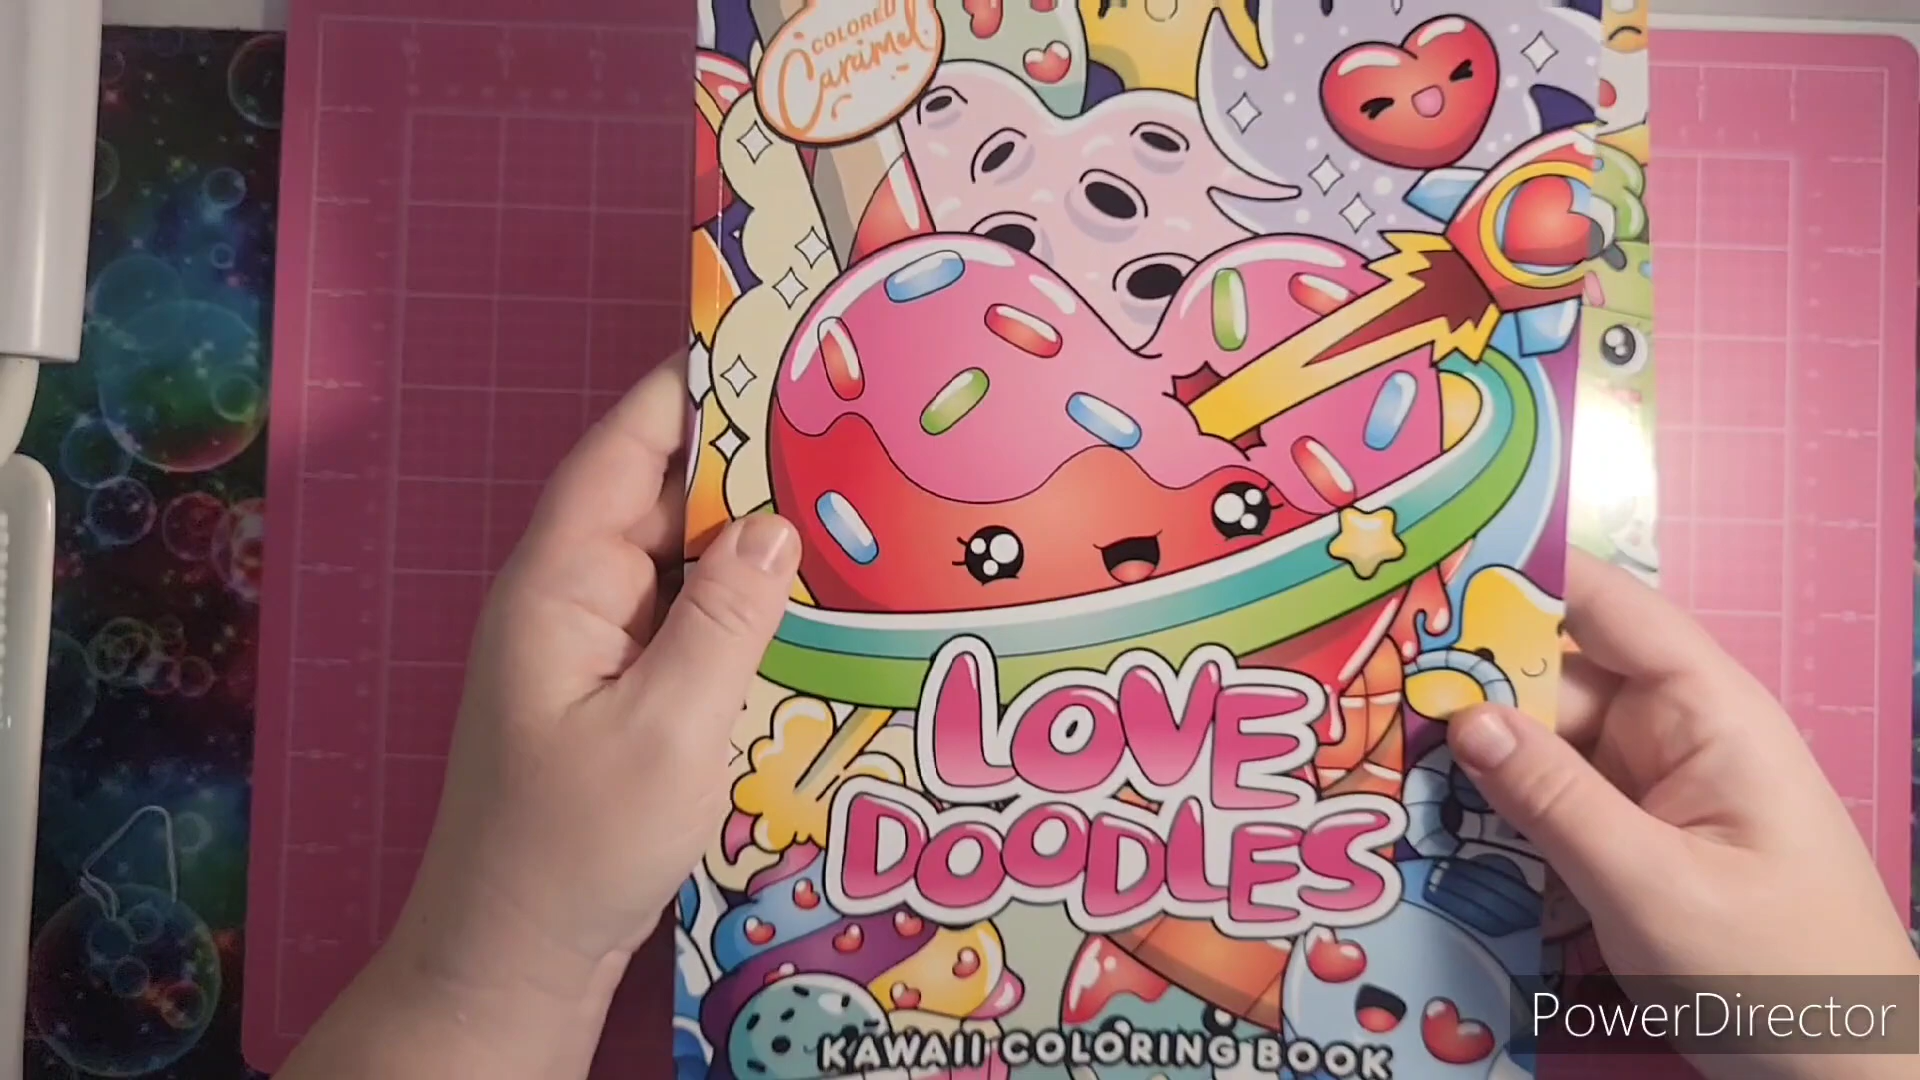 COLORED
Caramel
LOVE
DOODLES
KAWAII COLORING BOOK
PowerDirector